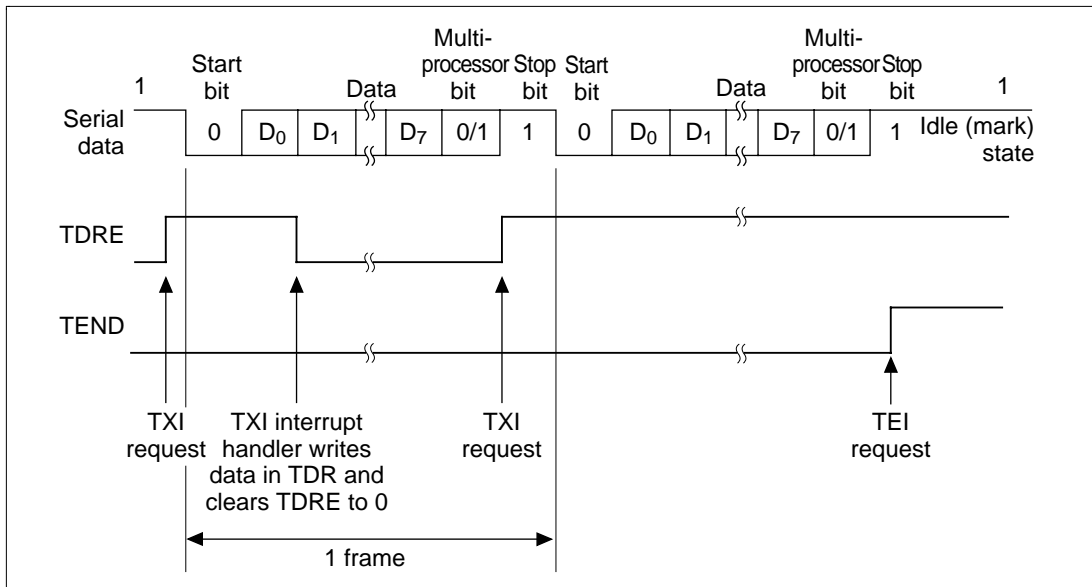 Multi-
processor
bit
Multi-
processor
bit
Start
bit
Stop
bit
Start
bit
Stop
bit
1
Data
Data
1
Serial
data
0 D0 D1 D7 0/1 1 0 D0 D1 D7 0/1 1
Idle (mark)
state
TDRE
TEND
TXI
request
TXI interrupt
handler writes
data in TDR and
clears TDRE to 0
TXI
request
TEI
request
1 frame